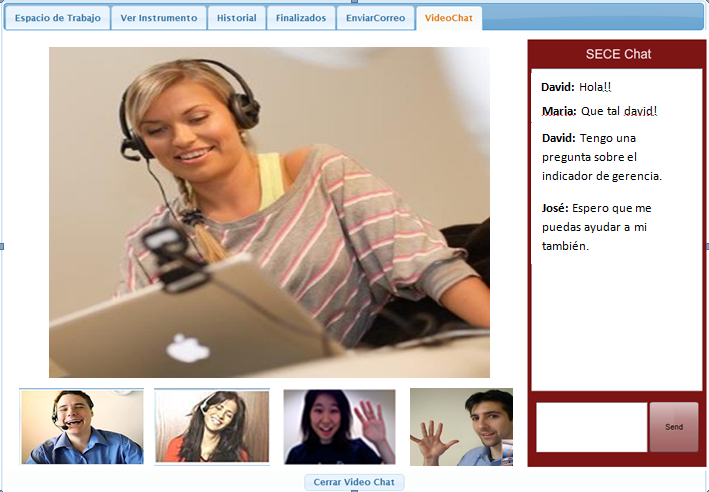 Espacio de Trabajo Ver Instrumento Historial Finalizados EnviarCorreo VideoChat
SECE Chat
David: Hola!!
Maria: Que tal david!
David: Tengo una
pregunta sobre el
indicador de gerencia.
José: Espero que me
puedas ayudar a mi
también.
Send
Cerrar Video Chat